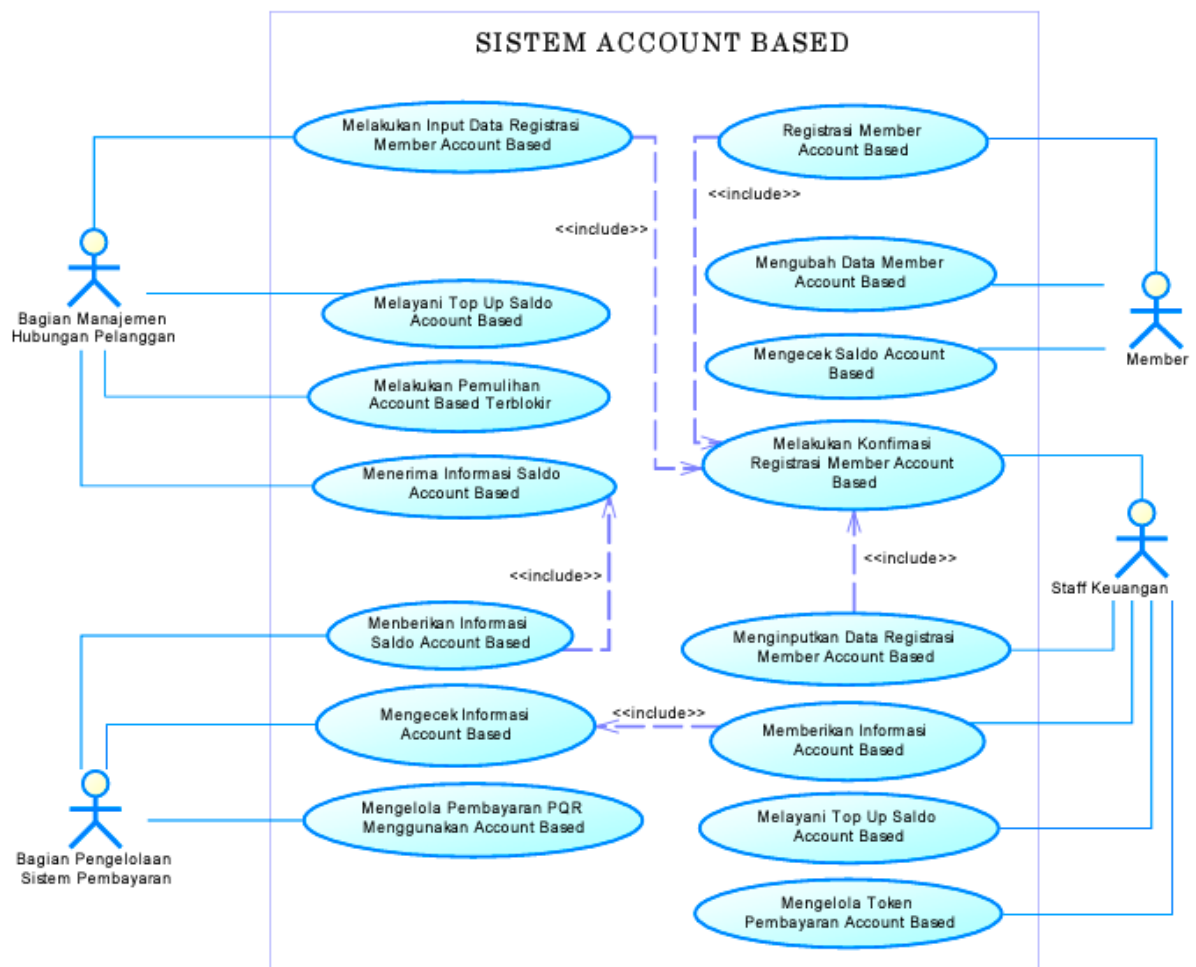 SISTEM ACCOUNT BASED
Melakukan Input Data Registrasi
Member Account Based
Registrasi Member
Account Based
<<include>>
<<include>>
Mengubah Data Member
Account Based
Bagian Manajemen
Hubungan Pelanggan
Melayani Top Up Saldo
Acoount Based
Mengecek Saldo Account
Based
Member
Melakukan Pemulihan
Account Based Terblokir
Melakukan Konfimasi
Registrasi Member Account
Based
Menerima Informasi Saldo
Account Based
<<include>>
<<include>>
Staff Keuangan
Menberikan Informasi
Saldo Account Based
Menginputkan Data Registrasi
Member Account Based
Mengecek Informasi
Account Based
<<include>>
Memberikan Informasi
Account Based
Mengelola Pembayaran PQR
Menggunakan Account Based
Melayani Top Up Saldo
Account Based
Bagian Pengelolaan
Sistem Pembayaran
Mengelola Token
Pembayaran Account Based